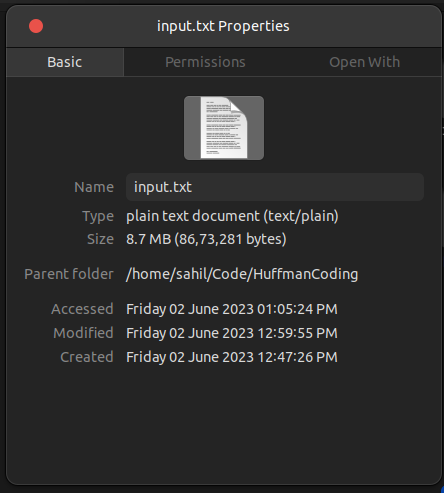 input.txt Properties
Basic Permissions Open With
Name input.txt
Type plain text document (text/plain)
Size 8.7 MB (86,73,281 bytes)
Parent folder /home/sahil/Code/HuffmanCoding
Accessed Friday 02 June 2023 01:05:24 PM
Modified Friday 02 June 2023 12:59:55 PM
Created Friday 02 June 2023 12:47:26 PM